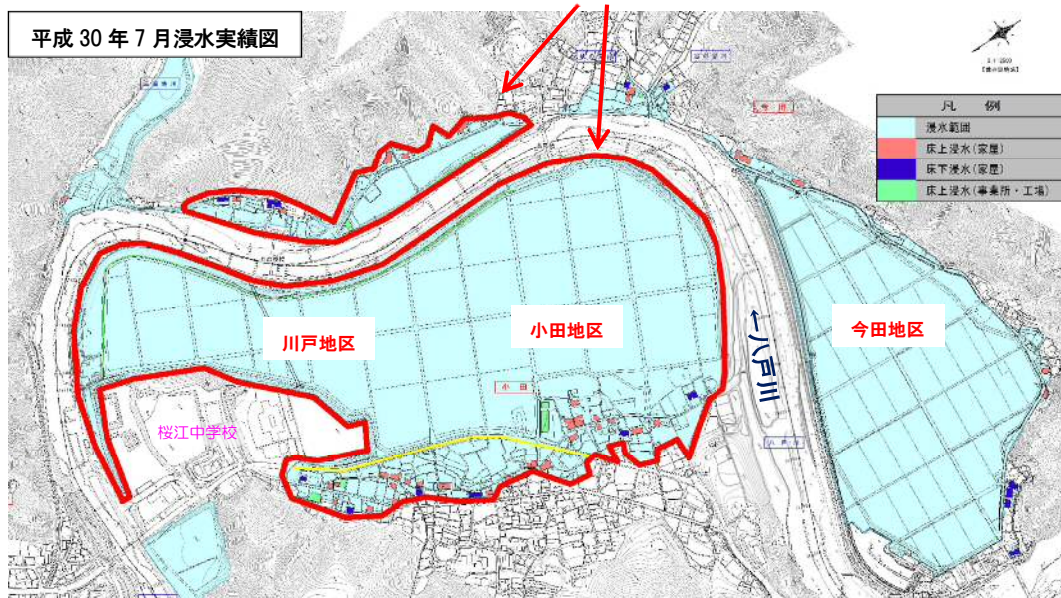 平成 30 年 7 月浸水実績図
凡 例
浸水範囲
床上浸水(家屋)
床下浸水(家屋)
床上浸水(事業所・工場)
今 田
川戸地区
小田地区
今田地区
←八戸川
小 田
桜江中学校